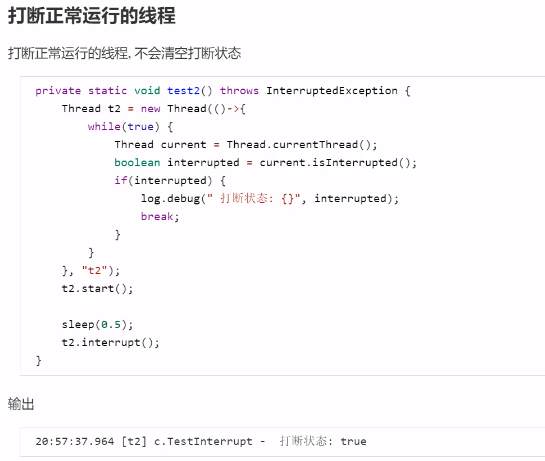 打断正常运行的线程
打断正常运行的线程, 不会清空打断状态
private static void test2() throws InterruptedException {
    Thread t2 = new Thread(()->{
        while(true) {
            Thread current = Thread.currentThread();
            boolean interrupted = current.isInterrupted();
            if(interrupted) {
                log.debug(" 打断状态: {}", interrupted);
                break;
            }
        }
    }, "t2");
    t2.start();

    sleep(0.5);
    t2.interrupt();
}
输出
20:57:37.964 [t2] c.TestInterrupt -  打断状态: true